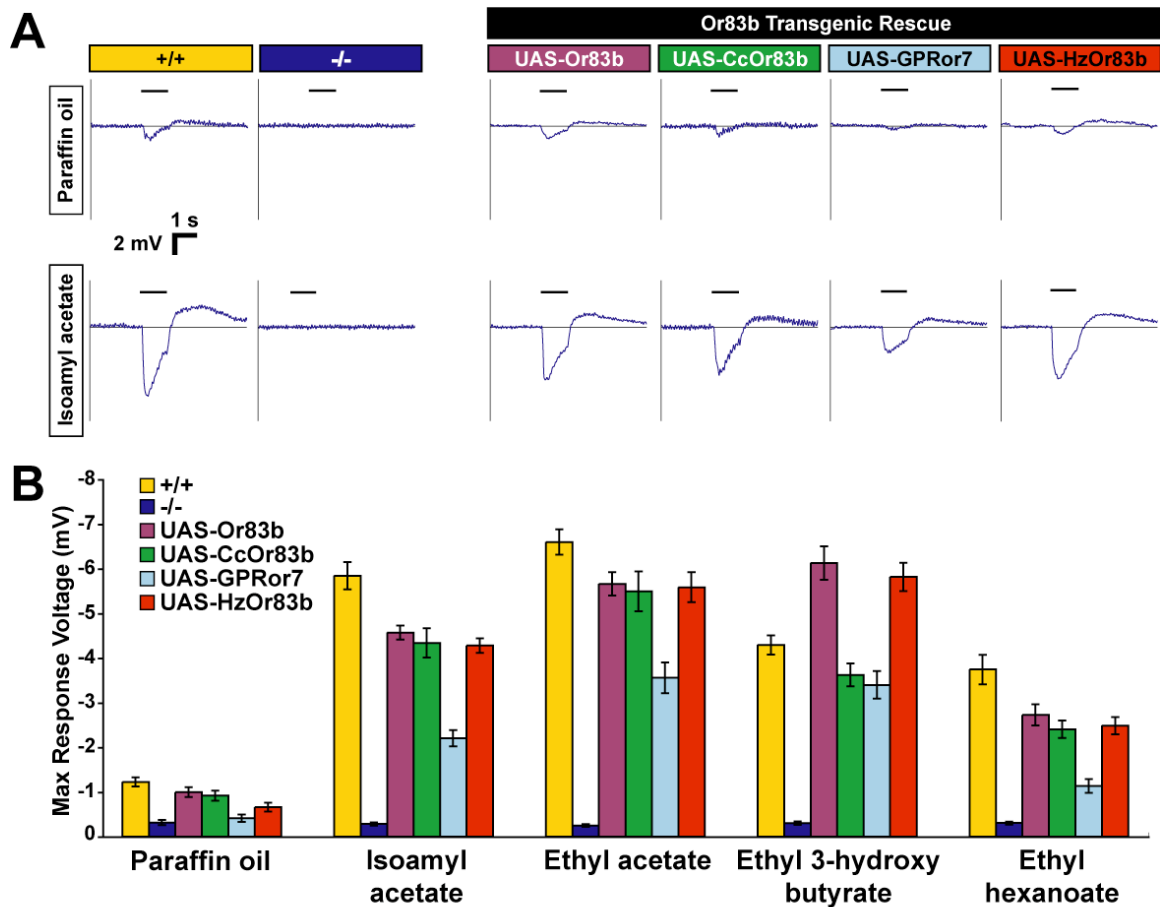 A
Or83b Transgenic Rescue
+/+
-/-
UAS-Or83b
UAS-CcOr83b
UAS-GPRor7
UAS-HzOr83b
Paraffin oil
1 s
2 mV
Isoamyl acetate
B
Max Response Voltage (mV)
-8
-7
-6
-5
-4
-3
-2
-1
0
+/+
-/-
UAS-Or83b
UAS-CcOr83b
UAS-GPRor7
UAS-HzOr83b
Paraffin oil
Isoamyl
acetate
Ethyl acetate
Ethyl 3-hydroxy
butyrate
Ethyl
hexanoate